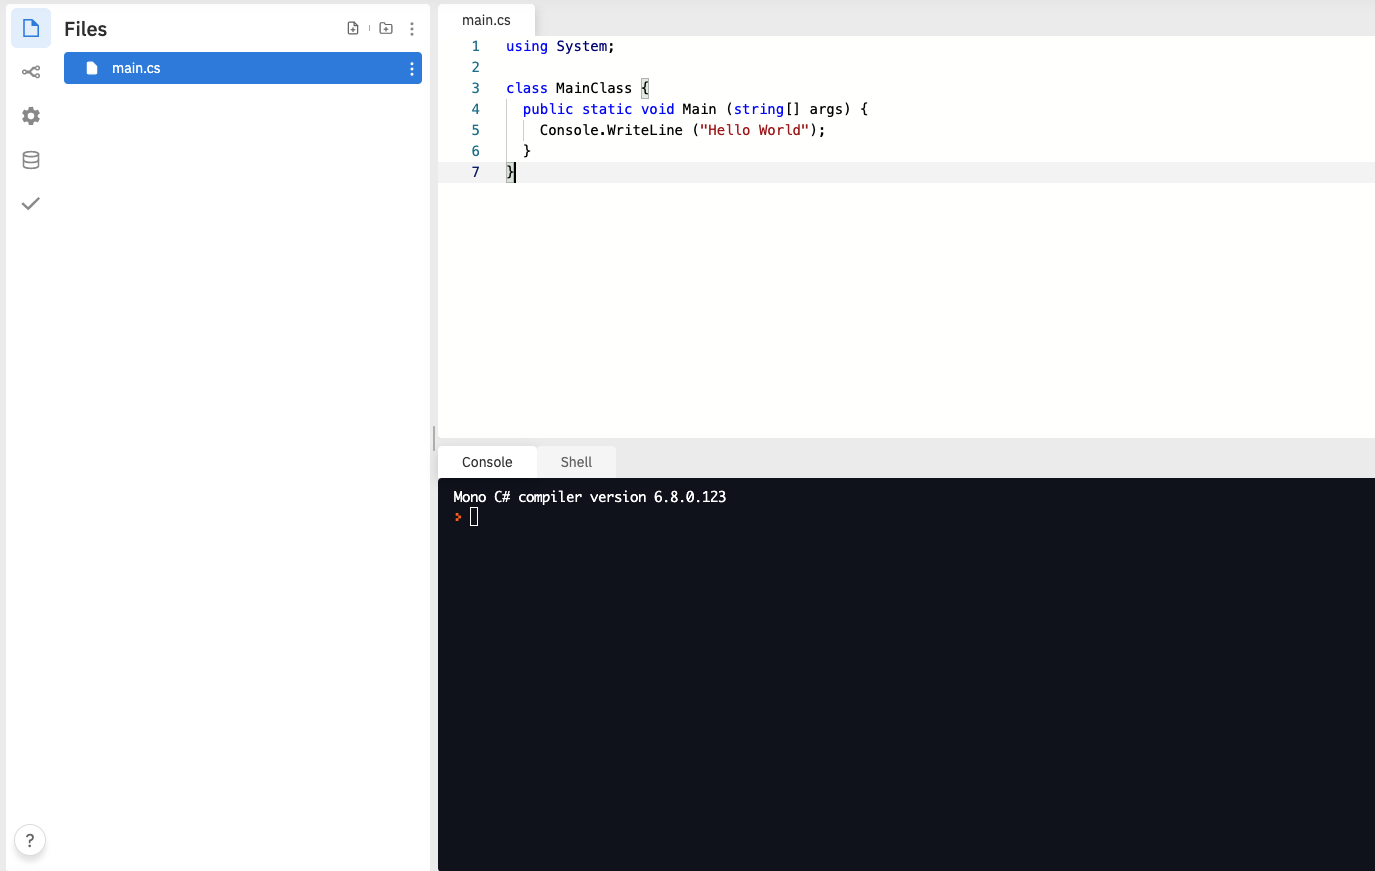 Files
main.cs
main.cs
1 using System;
2
3 class MainClass {
4   public static void Main (string[] args) {
5     Console.WriteLine ("Hello World");
6   }
7 }
Console Shell
Mono C# compiler version 6.8.0.123
>
?